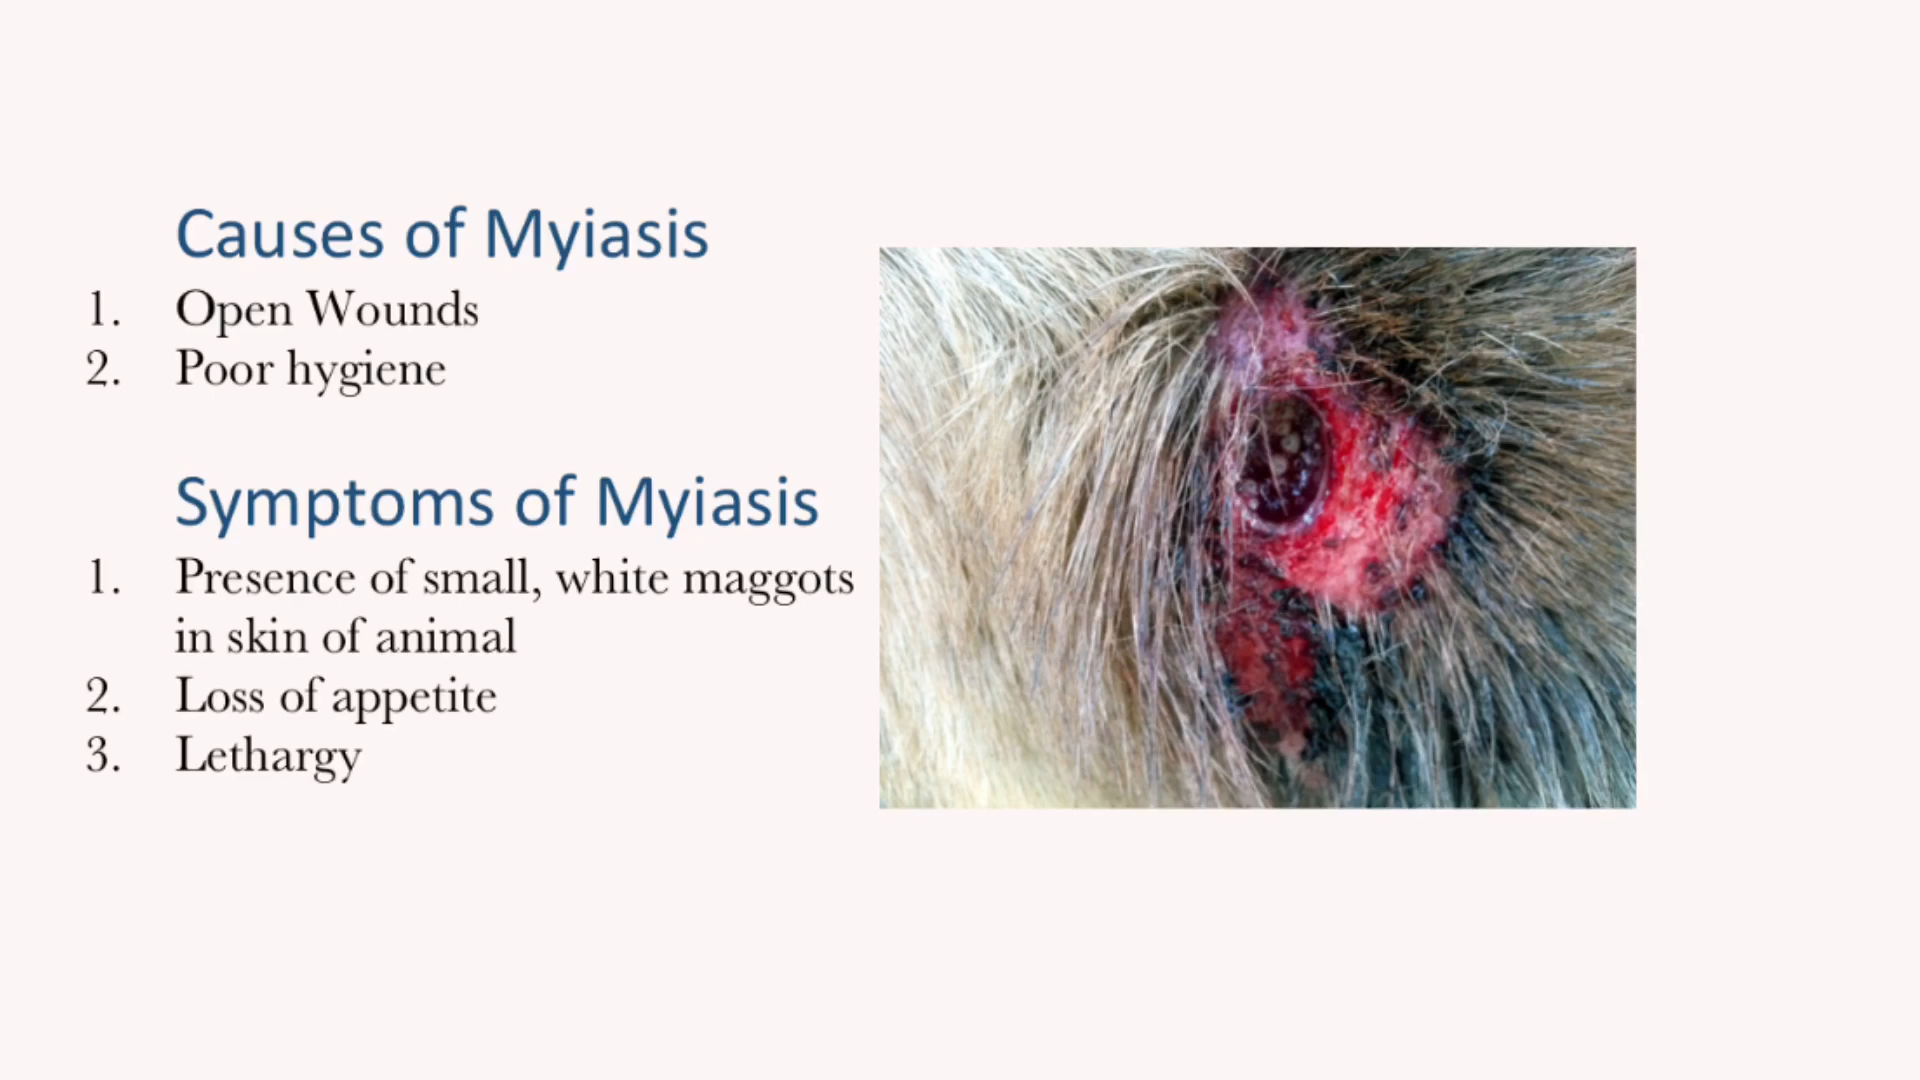 Causes of Myiasis
1. Open Wounds
2. Poor hygiene
Symptoms of Myiasis
1. Presence of small, white maggots
in skin of animal
2. Loss of appetite
3. Lethargy